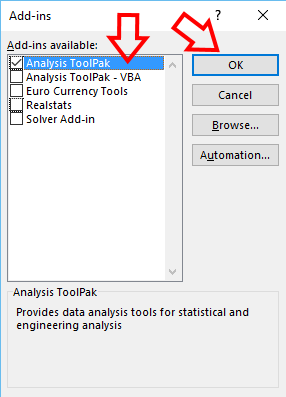 Add-ins ? ×
Add-ins available:
Analysis ToolPak
Analysis ToolPak - VBA
Euro Currency Tools
Realstats
Solver Add-in
OK
Cancel
Browse...
Automation...
Analysis ToolPak
Provides data analysis tools for statistical and
engineering analysis